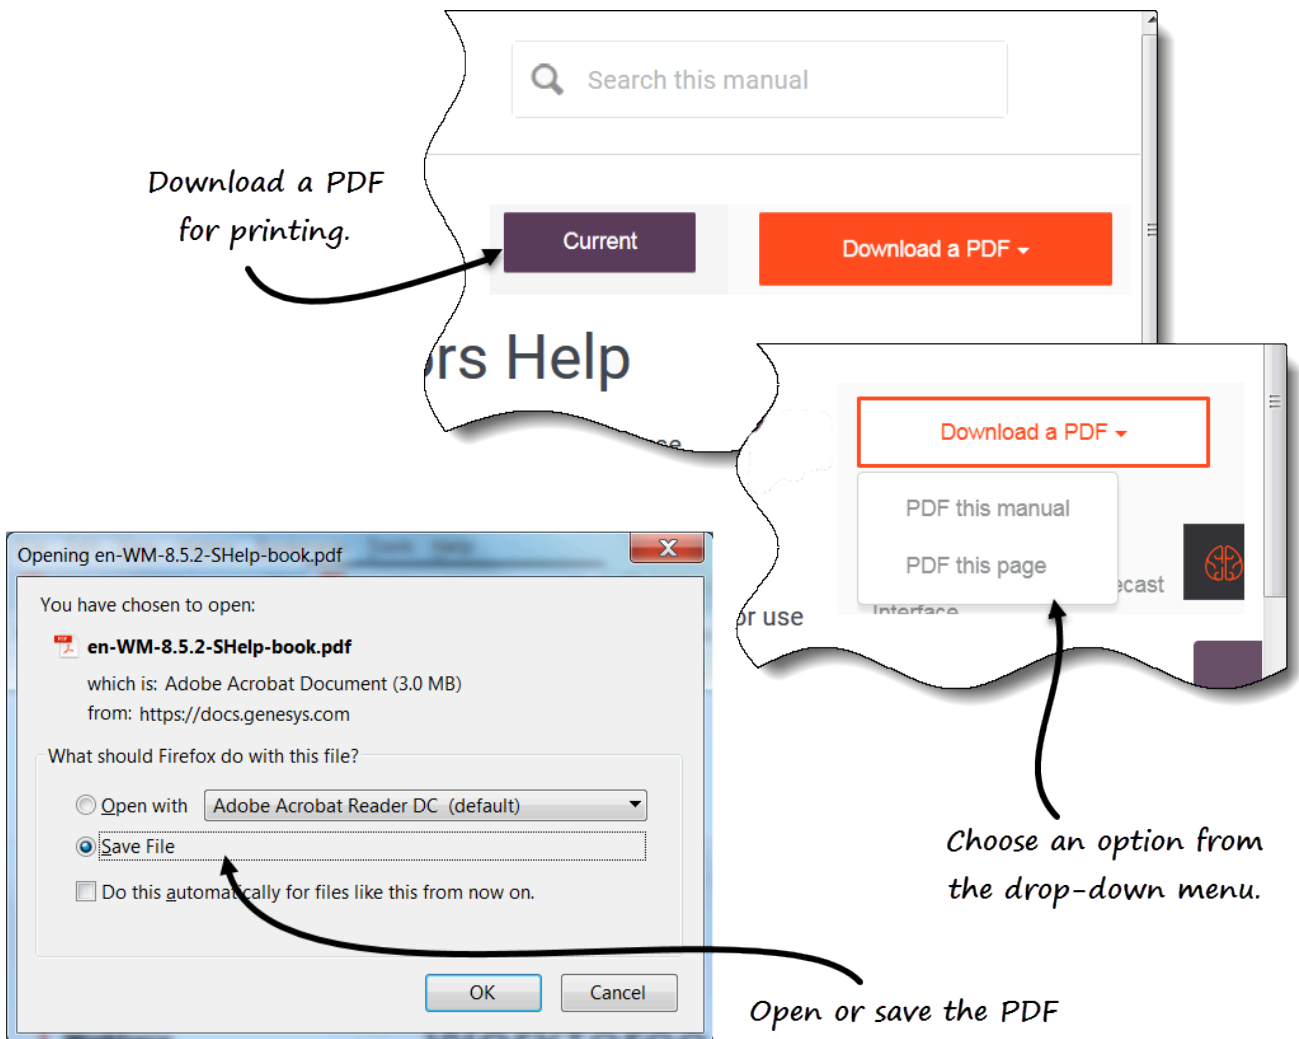 Search this manual
Download a PDF
for printing.
Current
Download a PDF
rs Help
se
Download a PDF
PDF this manual
PDF this page
ecast
Interface
or use
Opening en-WM-8.5.2-SHelp-book.pdf
You have chosen to open:
en-WM-8.5.2-SHelp-book.pdf
which is: Adobe Acrobat Document (3.0 MB)
from: https://docs.genesys.com
What should Firefox do with this file?
Open with Adobe Acrobat Reader DC (default)
Save File
Do this automatically for files like this from now on.
OK Cancel
Choose an option from
the drop-down menu.
Open or save the PDF